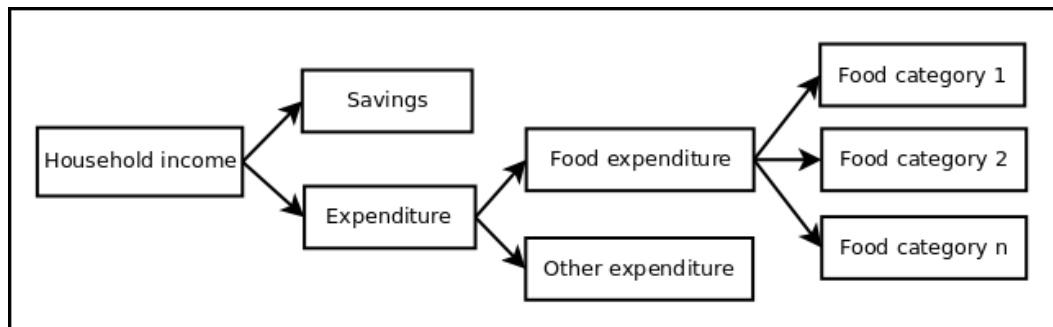 Household income
Savings
Expenditure
Food expenditure
Other expenditure
Food category 1
Food category 2
Food category n